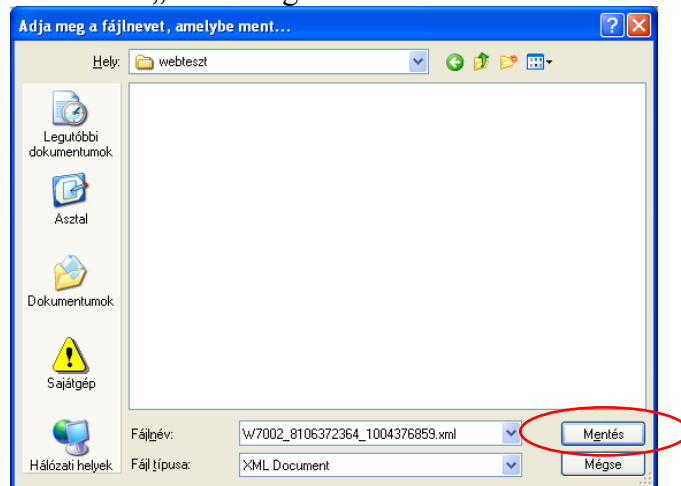 Adja meg a fájlnevet, amelybe ment...
Hely: webteszt
Legutóbbi
dokumentumok
Asztal
Dokumentumok
Sajátgép
Hálózati helyek
Fájlnév: W7002_8106372364_1004376859.xml Mentés
Fájl típusa: XML Document Mégse